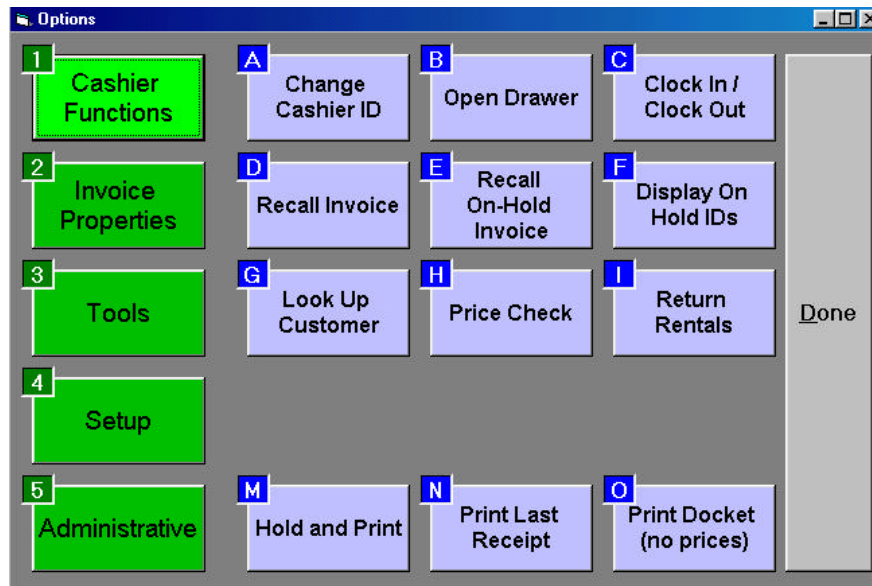 Options
1
Cashier
Functions
A
Change
Cashier ID
B
Open Drawer
C
Clock In /
Clock Out
2
Invoice
Properties
D
Recall Invoice
E
Recall
On-Hold
Invoice
F
Display On
Hold IDs
3
Tools
G
Look Up
Customer
H
Price Check
I
Return
Rentals
Done
4
Setup
5
Administrative
M
Hold and Print
N
Print Last
Receipt
O
Print Docket
(no prices)